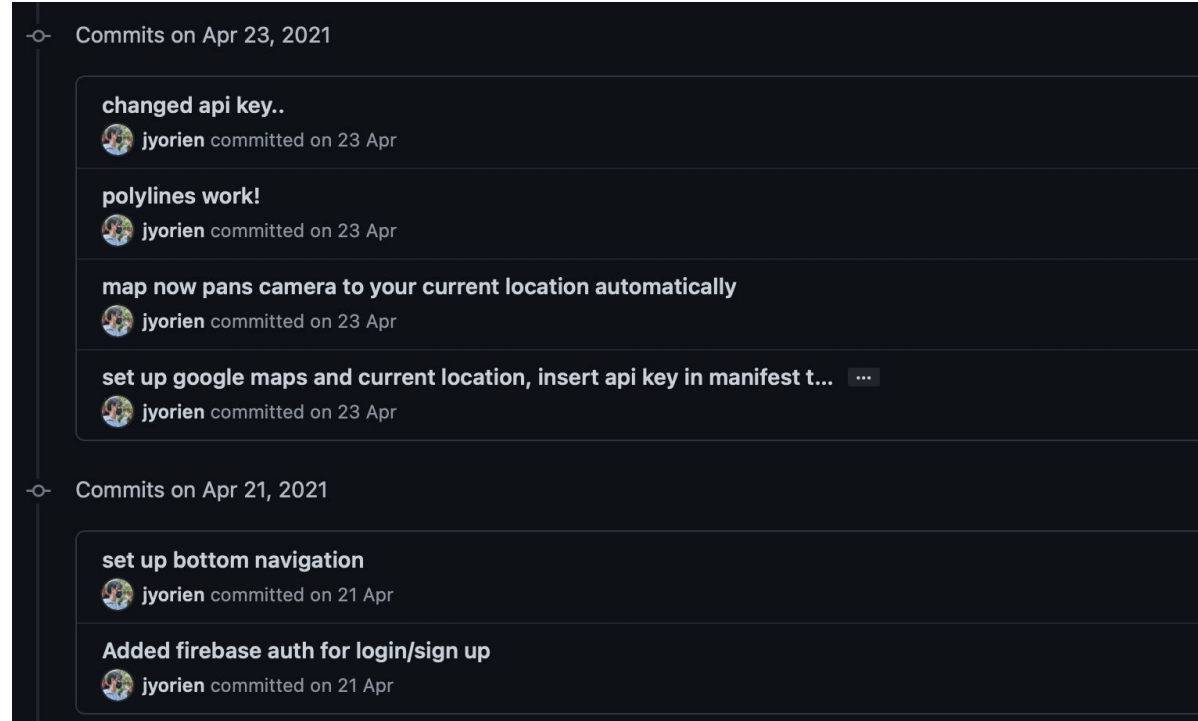 Commits on Apr 23, 2021
changed api key..
jyorien committed on 23 Apr
polylines work!
jyorien committed on 23 Apr
map now pans camera to your current location automatically
jyorien committed on 23 Apr
set up google maps and current location, insert api key in manifest t... ...
jyorien committed on 23 Apr
Commits on Apr 21, 2021
set up bottom navigation
jyorien committed on 21 Apr
Added firebase auth for login/sign up
jyorien committed on 21 Apr